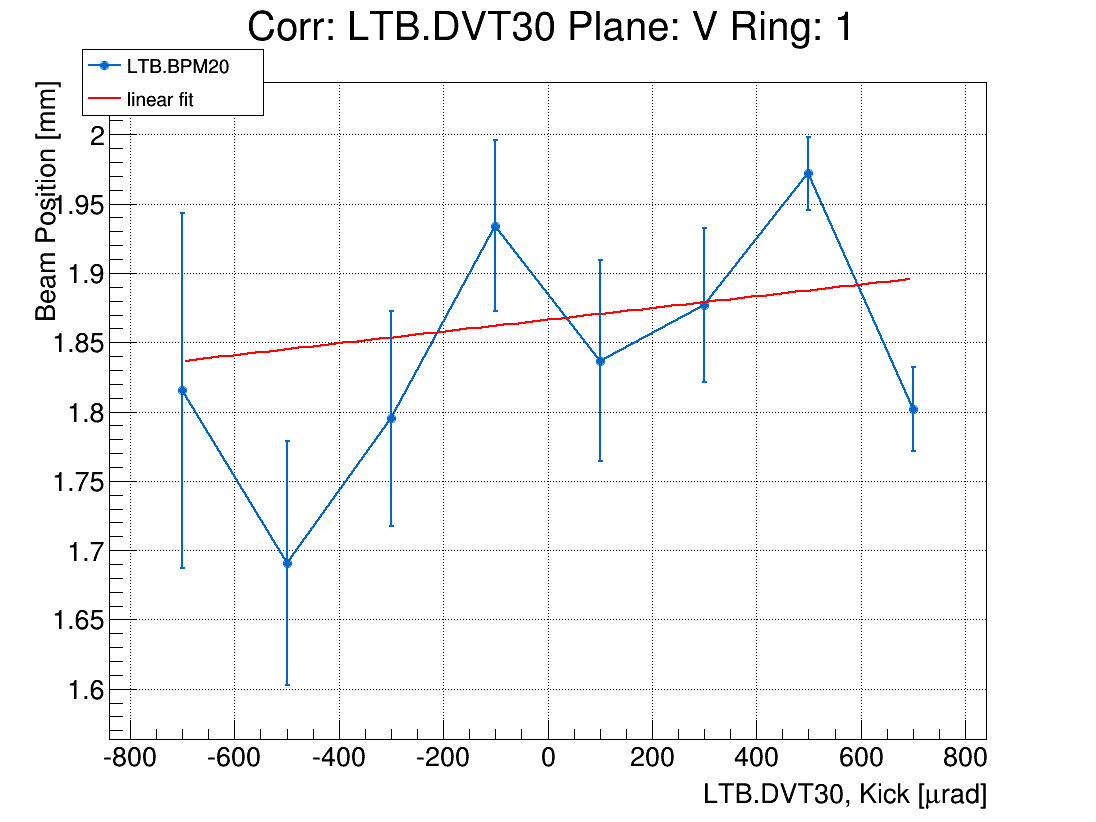 Corr: LTB.DVT30 Plane: V Ring: 1
LTB.BPM20
linear fit
Beam Position [mm]
2
1.95
1.9
1.85
1.8
1.75
1.7
1.65
1.6
-800 -600 -400 -200 0 200 400 600 800
LTB.DVT30, Kick [μrad]